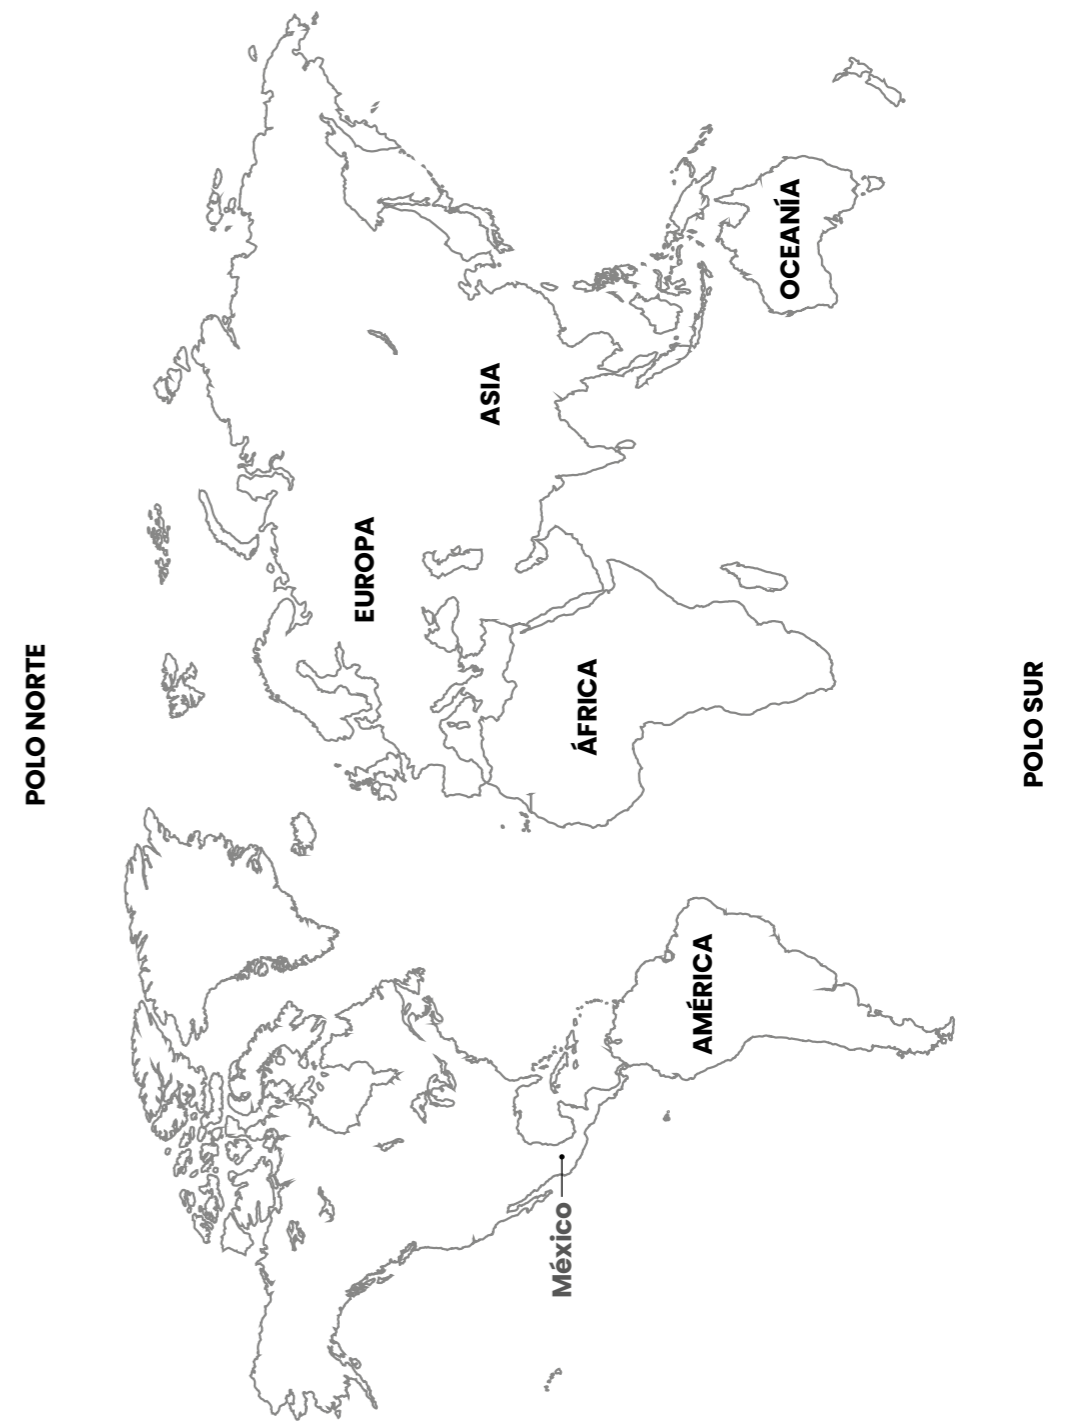 POLO NORTE
EUROPA
ASIA
ÁFRICA
OCEANÍA
AMÉRICA
México
POLO SUR